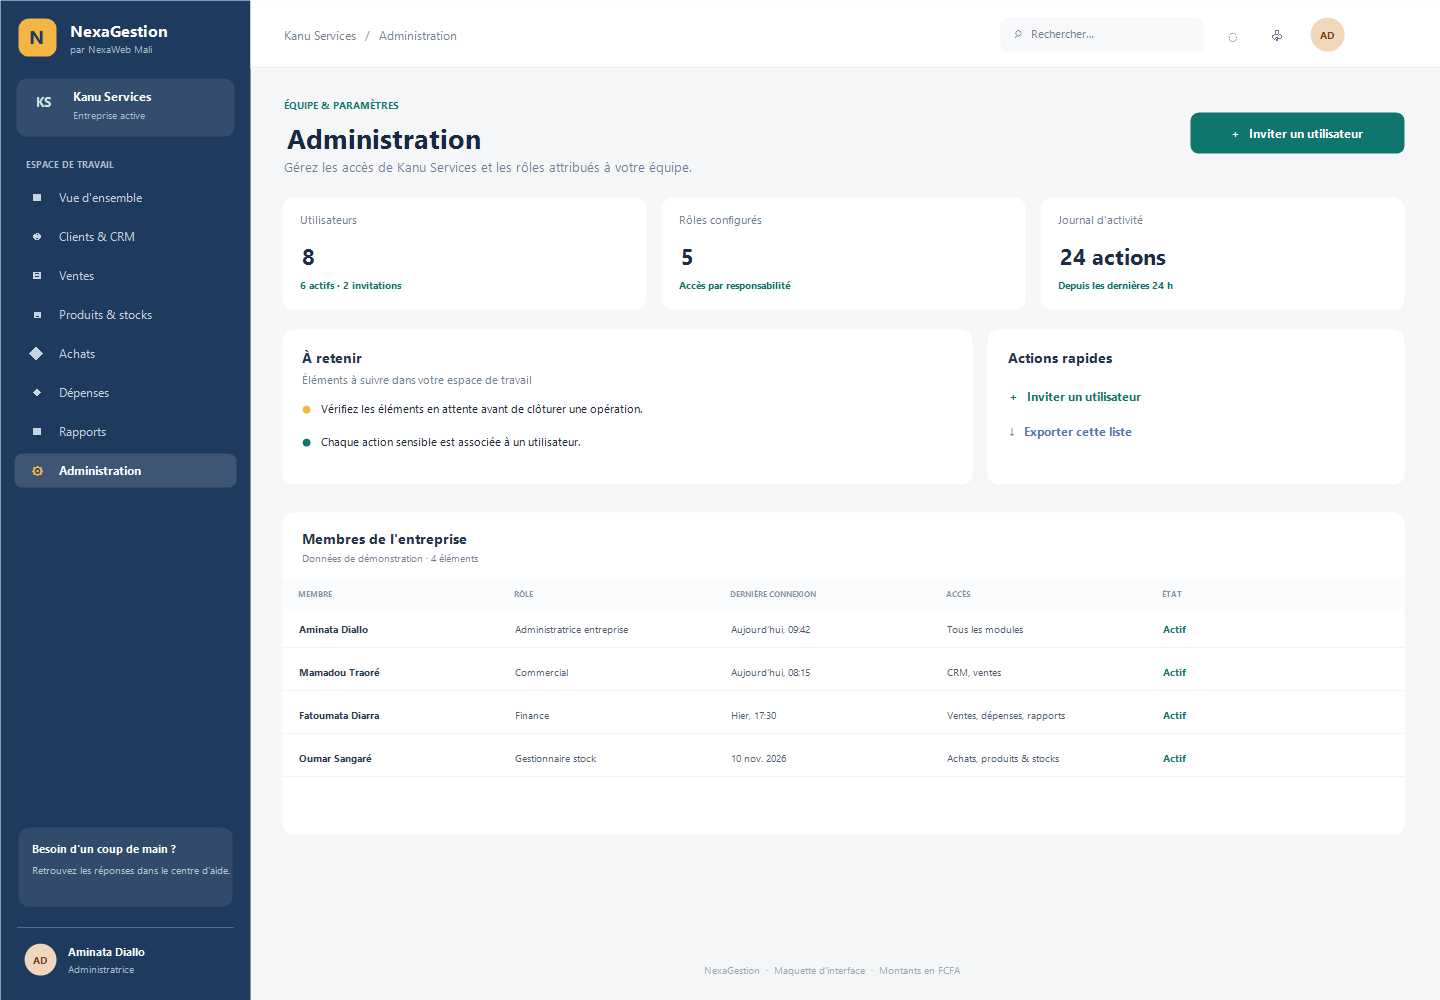 N
NexaGestion
par NexaWeb Mali
KS
Kanu Services
Entreprise active
ESPACE DE TRAVAIL
Vue d'ensemble
Clients & CRM
Ventes
Produits & stocks
Achats
Dépenses
Rapports
Administration
Besoin d'un coup de main ?
Retrouvez les réponses dans le centre d'aide.
AD
Aminata Diallo
Administratrice
Kanu Services / Administration
Rechercher...
AD
ÉQUIPE & PARAMÈTRES
Administration
Gérez les accès de Kanu Services et les rôles attribués à votre équipe.
+ Inviter un utilisateur
Utilisateurs
8
6 actifs · 2 invitations
Rôles configurés
5
Accès par responsabilité
Journal d'activité
24 actions
Depuis les dernières 24 h
À retenir
Éléments à suivre dans votre espace de travail
Vérifiez les éléments en attente avant de clôturer une opération.
Chaque action sensible est associée à un utilisateur.
Actions rapides
+ Inviter un utilisateur
↓ Exporter cette liste
Membres de l'entreprise
Données de démonstration · 4 éléments
MEMBRE RÔLE DERNIÈRE CONNEXION ACCÈS ÉTAT
Aminata Diallo Administratrice entreprise Aujourd'hui, 09:42 Tous les modules Actif
Mamadou Traoré Commercial Aujourd'hui, 08:15 CRM, ventes Actif
Fatoumata Diarra Finance Hier, 17:30 Ventes, dépenses, rapports Actif
Oumar Sangaré Gestionnaire stock 10 nov. 2026 Achats, produits & stocks Actif
NexaGestion · Maquette d'interface · Montants en FCFA